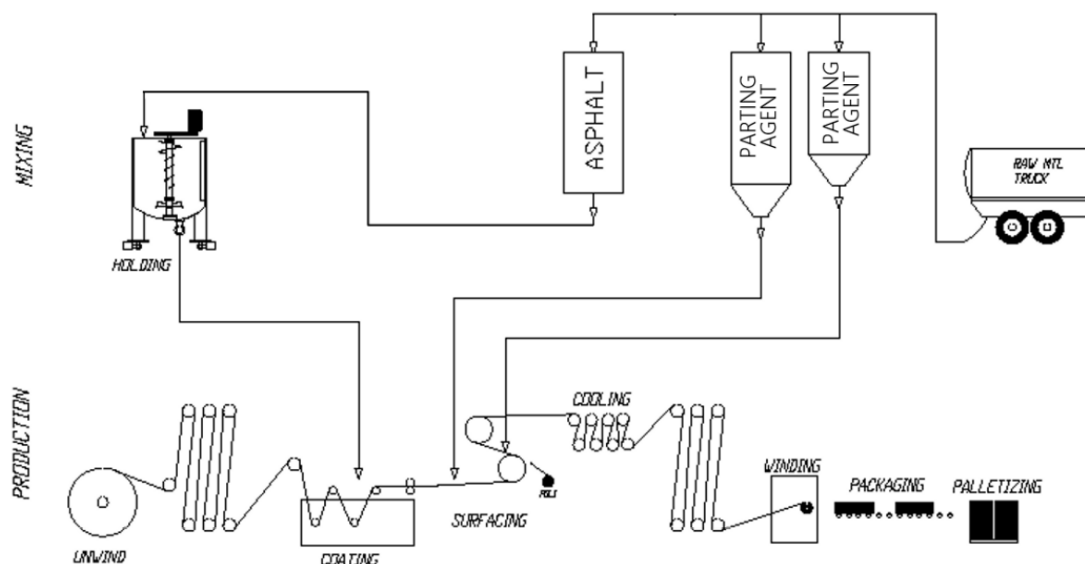 MIXING
ASPHALT
PARTING
AGENT
PARTING
AGENT
RAW MTL
TRUCK
HOLDING
PRODUCTION
UNWIND
COATING
SURFACING
COOLING
WINDING
PACKAGING
PALLETIZING